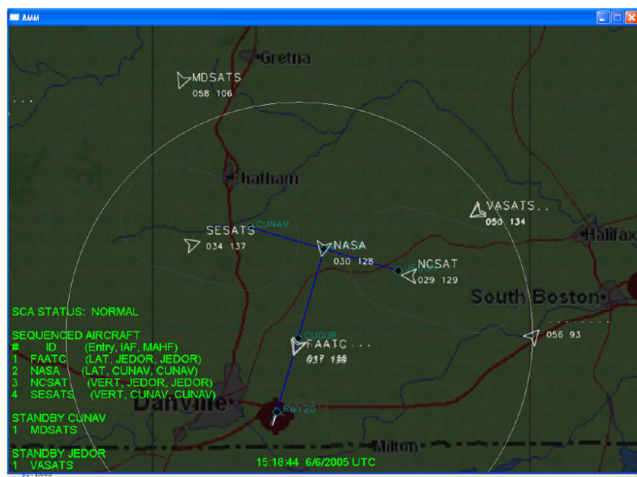 AMM
Gretna
MDSATS
058 106
...
Chatham
VASATS..
050 134
SESATS
034 137
CUNAV
NASA
030 128
Halifax
NCSAT
029 129
South Boston
SCA STATUS: NORMAL
...... ...
056 93
SEQUENCED AIRCRAFT
# ID (Entry, IAF, MAHF)
1 FAATC (LAT, JEDOR, JEDOR)
2 NASA (LAT, CUNAV, CUNAV)
3 NCSAT (VERT, JEDOR, JEDOR)
4 SESATS (VERT, CUNAV, CUNAV)
CUGUR
FAATC...
Danville
RWY20
STANDBY CUNAV
1 MDSATS
Milton
STANDBY JEDOR
1 VASATS
15:18:44 6/6/2005 UTC